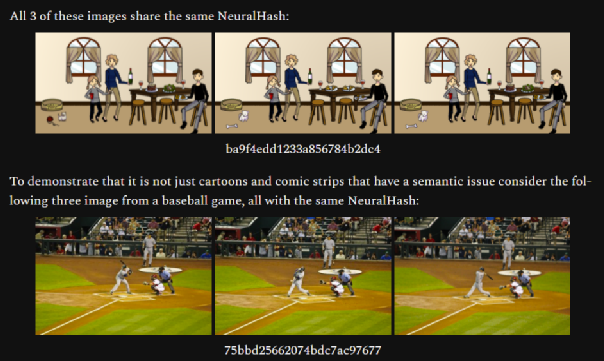 All 3 of these images share the same NeuralHash:
ba9f4edd1233a856784b2dc4
To demonstrate that it is not just cartoons and comic strips that have a semantic issue consider the fol-
lowing three image from a baseball game, all with the same NeuralHash:
75bbd25662074bdc7ac97677